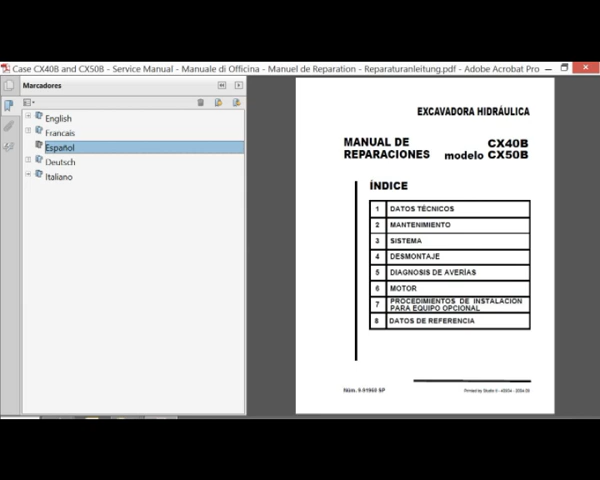 Case CX40B and CX50B - Service Manual - Manuale di Officina - Manuel de Reparation - Reparaturanleitung.pdf - Adobe Acrobat Pro
Marcadores
English
Francais
Español
Deutsch
Italiano
EXCAVADORA HIDRÁULICA
MANUAL DE CX40B
REPARACIONES modelo CX50B
ÍNDICE
1 DATOS TÉCNICOS
2 MANTENIMIENTO
3 SISTEMA
4 DESMONTAJE
5 DIAGNOSIS DE AVERÍAS
6 MOTOR
7 PROCEDIMIENTOS DE INSTALACIÓN
PARA EQUIPO OPCIONAL
8 DATOS DE REFERENCIA